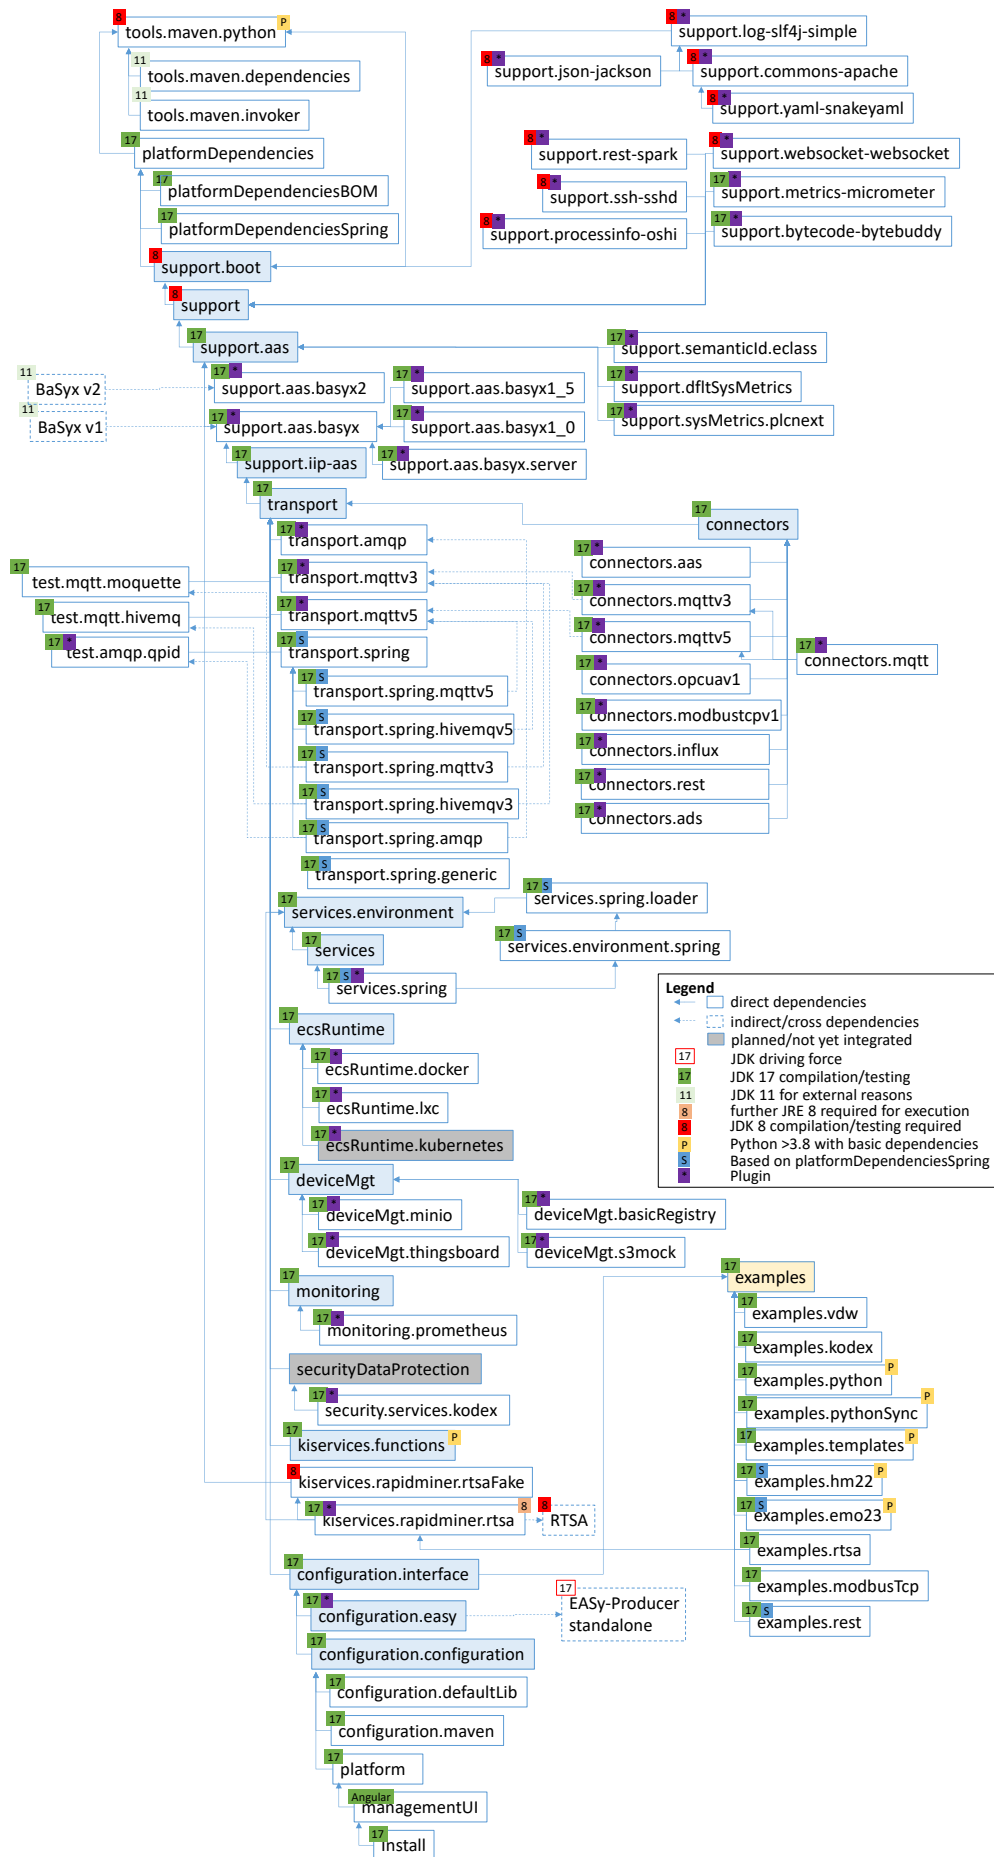 8
tools.maven.python
P
11
tools.maven.dependencies
11
tools.maven.invoker
17
platformDependencies
17
platformDependenciesBOM
17
platformDependenciesSpring
8
support.boot
8
support
8 *
support.log-slf4j-simple
8 *
support.json-jackson
8 *
support.commons-apache
8 *
support.yaml-snakeyaml
8 *
support.rest-spark
8 *
support.websocket-websocket
8 *
support.ssh-sshd
17 *
support.metrics-micrometer
8 *
support.processinfo-oshi
17 *
support.bytecode-bytebuddy
17
support.aas
17 *
support.semanticId.eclass
17 *
support.dfltSysMetrics
17 *
support.sysMetrics.plcnext
11
BaSyx v2
17 *
support.aas.basyx2
17 *
support.aas.basyx1_5
11
BaSyx v1
17 *
support.aas.basyx
17 *
support.aas.basyx1_0
17 *
support.aas.basyx.server
17
support.iip-aas
17
transport
17
connectors
17 *
transport.amqp
17 *
transport.mqttv3
17 *
transport.mqttv5
17 S
transport.spring
17
test.mqtt.moquette
17
test.mqtt.hivemq
17 *
test.amqp.qpid
17 S
transport.spring.mqttv5
17 S
transport.spring.hivemqv5
17 S
transport.spring.mqttv3
17 S
transport.spring.hivemqv3
17 S
transport.spring.amqp
17 S
transport.spring.generic
17 *
connectors.aas
17 *
connectors.mqttv3
17 *
connectors.mqttv5
17 *
connectors.mqtt
17 *
connectors.opcuav1
17 *
connectors.modbustcpv1
17 *
connectors.influx
17 *
connectors.rest
17 *
connectors.ads
17
services.environment
17 S
services.spring.loader
17
services
17 S
services.environment.spring
17 S *
services.spring
Legend
direct dependencies
indirect/cross dependencies
planned/not yet integrated
17 JDK driving force
17 JDK 17 compilation/testing
11 JDK 11 for external reasons
8 further JRE 8 required for execution
8 JDK 8 compilation/testing required
P Python >3.8 with basic dependencies
S Based on platformDependenciesSpring
* Plugin
17
ecsRuntime
17 *
ecsRuntime.docker
17 *
ecsRuntime.lxc
17 *
ecsRuntime.kubernetes
17
deviceMgt
17 *
deviceMgt.minio
17 *
deviceMgt.basicRegistry
17 *
deviceMgt.thingsboard
17 *
deviceMgt.s3mock
17
monitoring
17 *
monitoring.prometheus
securityDataProtection
17 *
security.services.kodex
17
kiservices.functions
P
8
kiservices.rapidminer.rtsaFake
17 *
kiservices.rapidminer.rtsa
8
8
RTSA
17
configuration.interface
17 *
configuration.easy
17
EASy-Producer
standalone
17
configuration.configuration
17
configuration.defaultLib
17
configuration.maven
17
platform
Angular
managementUI
17
Install
17
examples
17
examples.vdw
17
examples.kodex
17
examples.python
P
17
examples.pythonSync
P
17
examples.templates
P
17 S
examples.hm22
P
17 S
examples.emo23
P
17
examples.rtsa
17
examples.modbusTcp
17 S
examples.rest